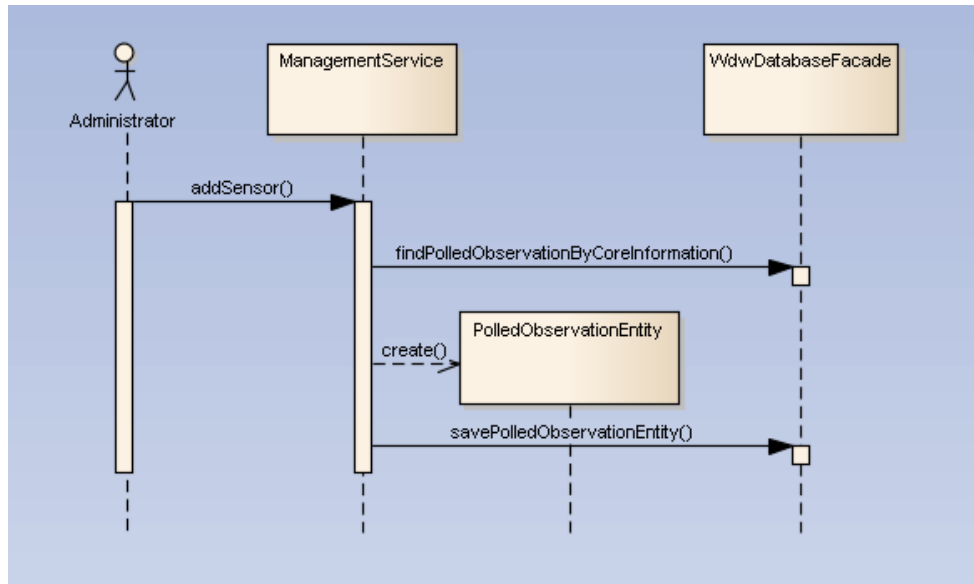 ManagementService
WdwDatabaseFacade
Administrator
addSensor()
findPolledObservationByCoreInformation()
PolledObservationEntity
create()
savePolledObservationEntity()